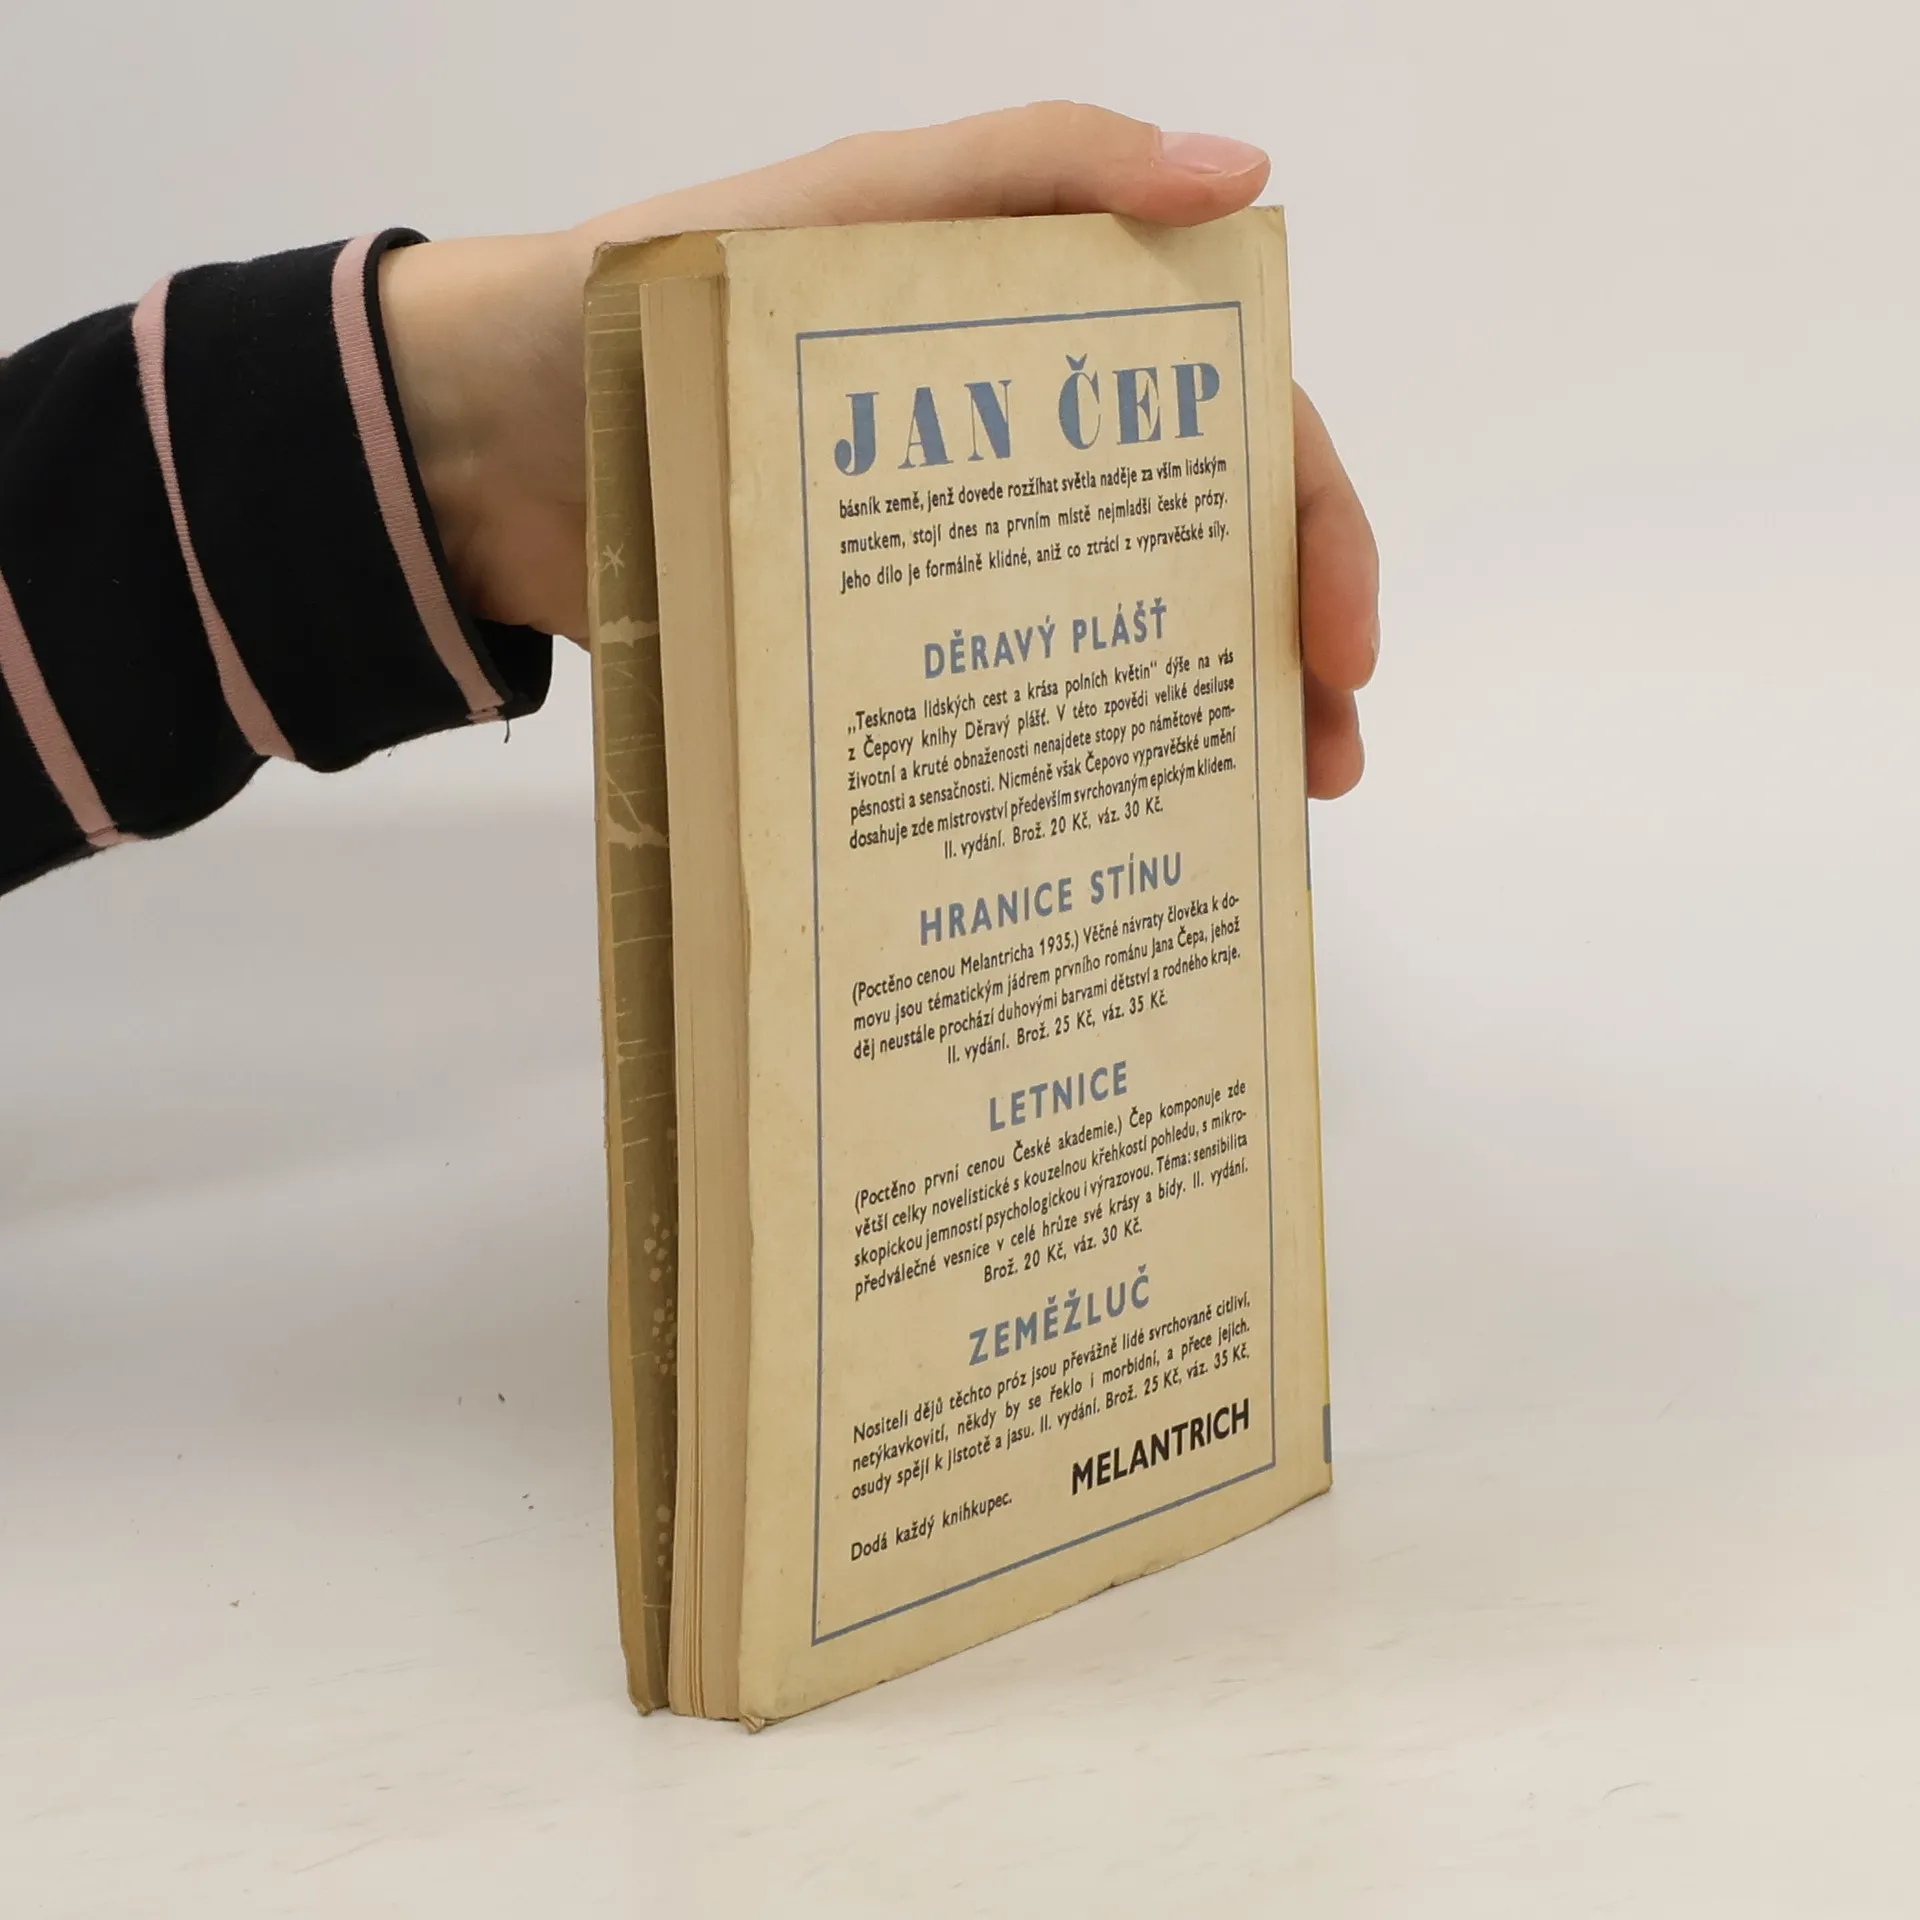 JAN ČEP
básník země, jenž dovede rozžíhat světla naděje za vším lidským
smutkem, stojí dnes na prvním místě nejmladší české prózy.
Jeho dílo je formálně klidné, aniž co ztrácí z vypravěčské síly.
DĚRAVÝ PLÁŠŤ
„Tesknota lidských cest a krása polních květin“ dýše na vás
z Čepovy knihy Děravý plášť. V této zpovědi veliké desiluse
životní a kruté obnaženosti nenajdete stopy po námětové pom-
pésnosti a sensačnosti. Nicméně však Čepovo vypravěčské umění
dosahuje zde mistrovství především svrchovaným epickým klidem.
II. vydání. Brož. 20 Kč, váz. 30 Kč.
HRANICE STÍNU
(Poctěno cenou Melantricha 1935.) Věčné návraty člověka k do-
movu jsou tématickým jádrem prvního románu Jana Čepa, jehož
děj neustále prochází duhovými barvami dětství a rodného kraje.
II. vydání. Brož. 25 Kč, váz. 35 Kč.
LETNICE
(Poctěno první cenou České akademie.) Čep komponuje zde
větší celky novelistické s kouzelnou křehkostí pohledu, s mikro-
skopickou jemností psychologickou i výrazovou. Téma: sensibilita
předválečné vesnice v celé hrůze své krásy a bídy. II. vydání.
Brož. 20 Kč, váz. 30 Kč.
ZEMĚŽLUČ
Nositeli dějů těchto próz jsou převážně lidé svrchovaně citliví,
netýkavkovití, někdy by se řeklo i morbidní, a přece jejich
osudy spějí k jistotě a jasu. II. vydání. Brož. 25 Kč, váz. 35 Kč.
MELANTRICH
Dodá každý knihkupec.